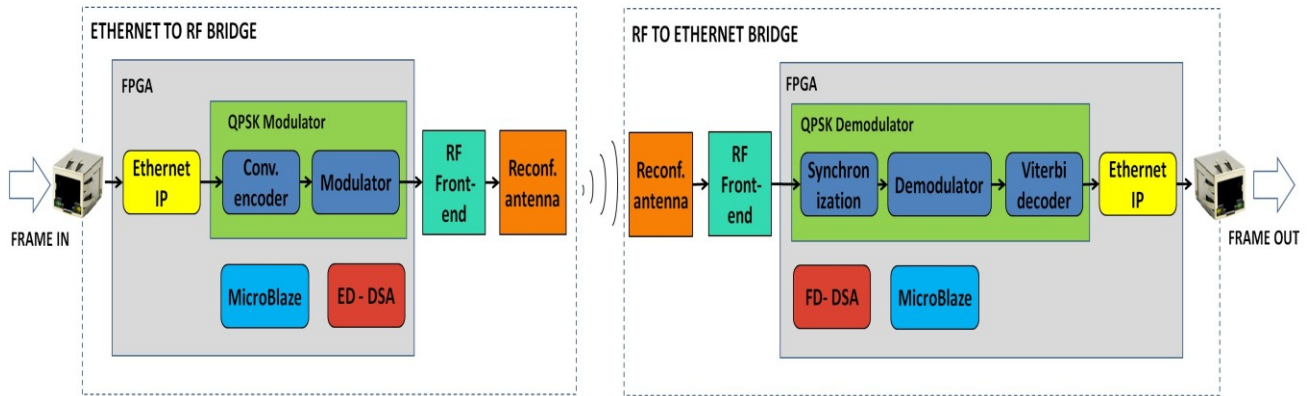 ETHERNET TO RF BRIDGE
FPGA
QPSK Modulator
Ethernet
IP
Conv.
encoder
Modulator
RF
Front-
end
Reconf.
antenna
FRAME IN
MicroBlaze
ED - DSA
RF TO ETHERNET BRIDGE
FPGA
QPSK Demodulator
Reconf.
antenna
RF
Front-
end
Synchron
ization
Demodulator
Viterbi
decoder
Ethernet
IP
FRAME OUT
FD- DSA
MicroBlaze